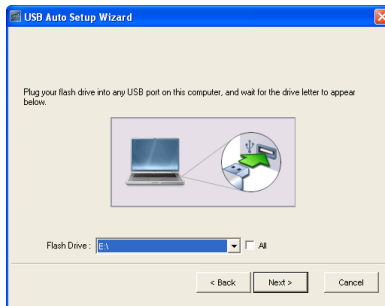 USB Auto Setup Wizard
Plug your flash drive into any USB port on this computer, and wait for the drive letter to appear
below.
Flash Drive : E:\ All
< Back Next > Cancel